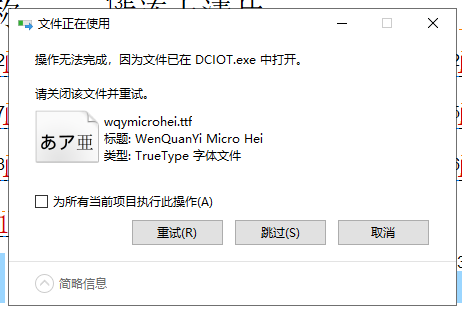 文件正在使用
操作无法完成，因为文件已在 DCIOT.exe 中打开。
请关闭该文件并重试。
あア亜
wqymicrohei.ttf
标题: WenQuanYi Micro Hei
类型: TrueType 字体文件
为所有当前项目执行此操作(A)
重试(R)
跳过(S)
取消
简略信息